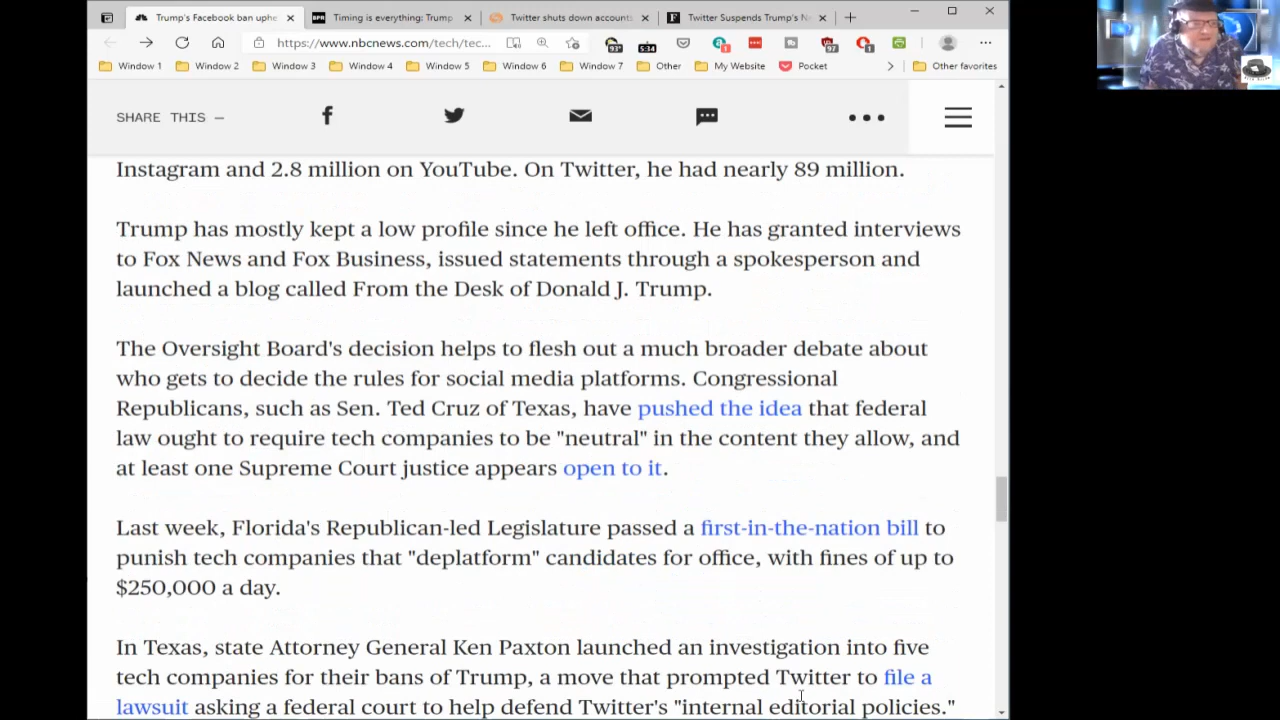 Trump's Facebook ban uphe
Timing is everything: Trump
Twitter shuts down account
Twitter Suspends Trump's N
https://www.nbcnews.com/tech/tec...
93°
5:34
1
97
1
Window 1
Window 2
Window 3
Window 4
Window 5
Window 6
Window 7
Other
My Website
Pocket
Other favorites
SHARE THIS —
Instagram and 2.8 million on YouTube. On Twitter, he had nearly 89 million.
Trump has mostly kept a low profile since he left office. He has granted interviews
to Fox News and Fox Business, issued statements through a spokesperson and
launched a blog called From the Desk of Donald J. Trump.
The Oversight Board's decision helps to flesh out a much broader debate about
who gets to decide the rules for social media platforms. Congressional
Republicans, such as Sen. Ted Cruz of Texas, have pushed the idea that federal
law ought to require tech companies to be "neutral" in the content they allow, and
at least one Supreme Court justice appears open to it.
Last week, Florida's Republican-led Legislature passed a first-in-the-nation bill to
punish tech companies that "deplatform" candidates for office, with fines of up to
$250,000 a day.
In Texas, state Attorney General Ken Paxton launched an investigation into five
tech companies for their bans of Trump, a move that prompted Twitter to file a
lawsuit asking a federal court to help defend Twitter's "internal editorial policies."